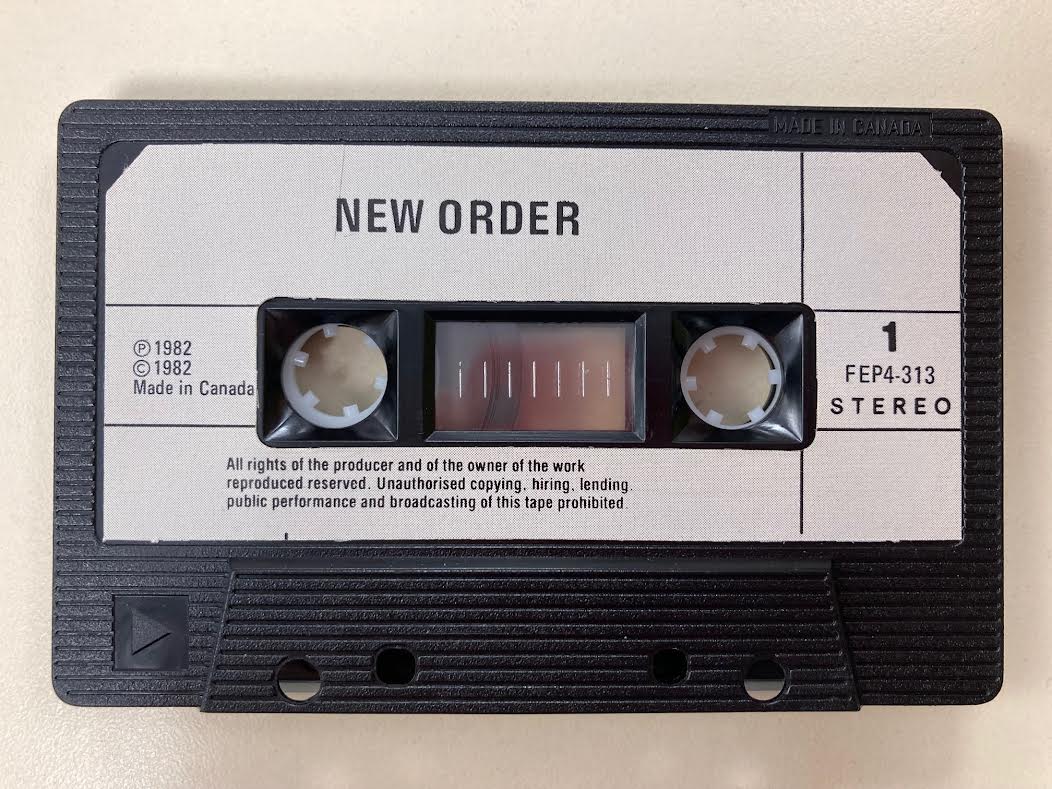 MADE IN CANADA
NEW ORDER
Ⓟ 1982
© 1982
Made in Canada
1
FEP4-313
STEREO
All rights of the producer and of the owner of the work
reproduced reserved. Unauthorised copying, hiring, lending,
public performance and broadcasting of this tape prohibited.